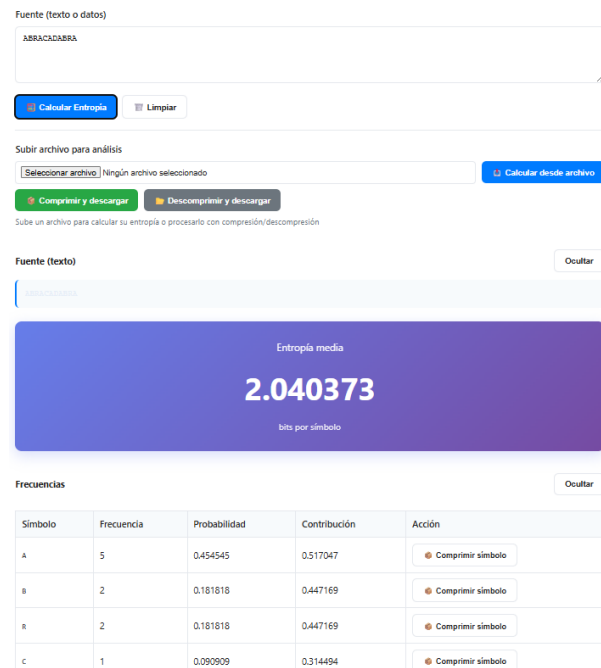 Fuente (texto o datos)
ABRACADABRA
Calcular Entropía
Limpiar
Subir archivo para análisis
Seleccionar archivo Ningún archivo seleccionado
Calcular desde archivo
Comprimir y descargar
Descomprimir y descargar
Sube un archivo para calcular su entropía o procesarlo con compresión/descompresión
Fuente (texto)
Ocultar
ABRACADABRA
Entropía media
2.040373
bits por símbolo
Frecuencias
Ocultar
Símbolo Frecuencia Probabilidad Contribución Acción
A 5 0.454545 0.517047 Comprimir símbolo
B 2 0.181818 0.447169 Comprimir símbolo
R 2 0.181818 0.447169 Comprimir símbolo
C 1 0.090909 0.314494 Comprimir símbolo